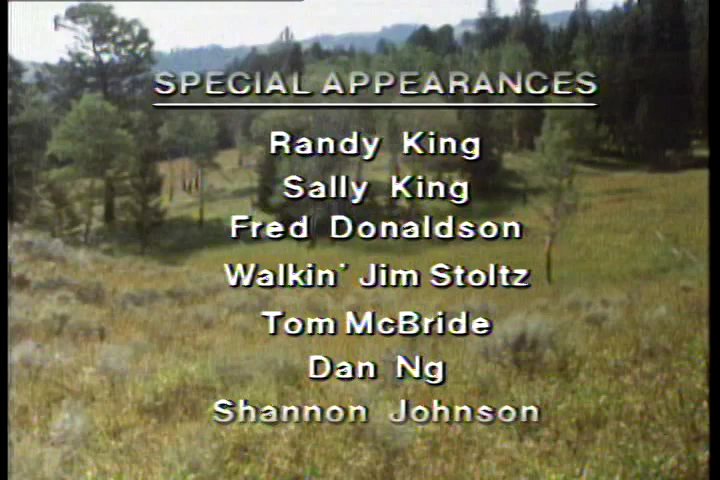 SPECIAL APPEARANCES
Randy King
Sally King
Fred Donaldson
Walkin' Jim Stoltz
Tom McBride
Dan Ng
Shannon Johnson